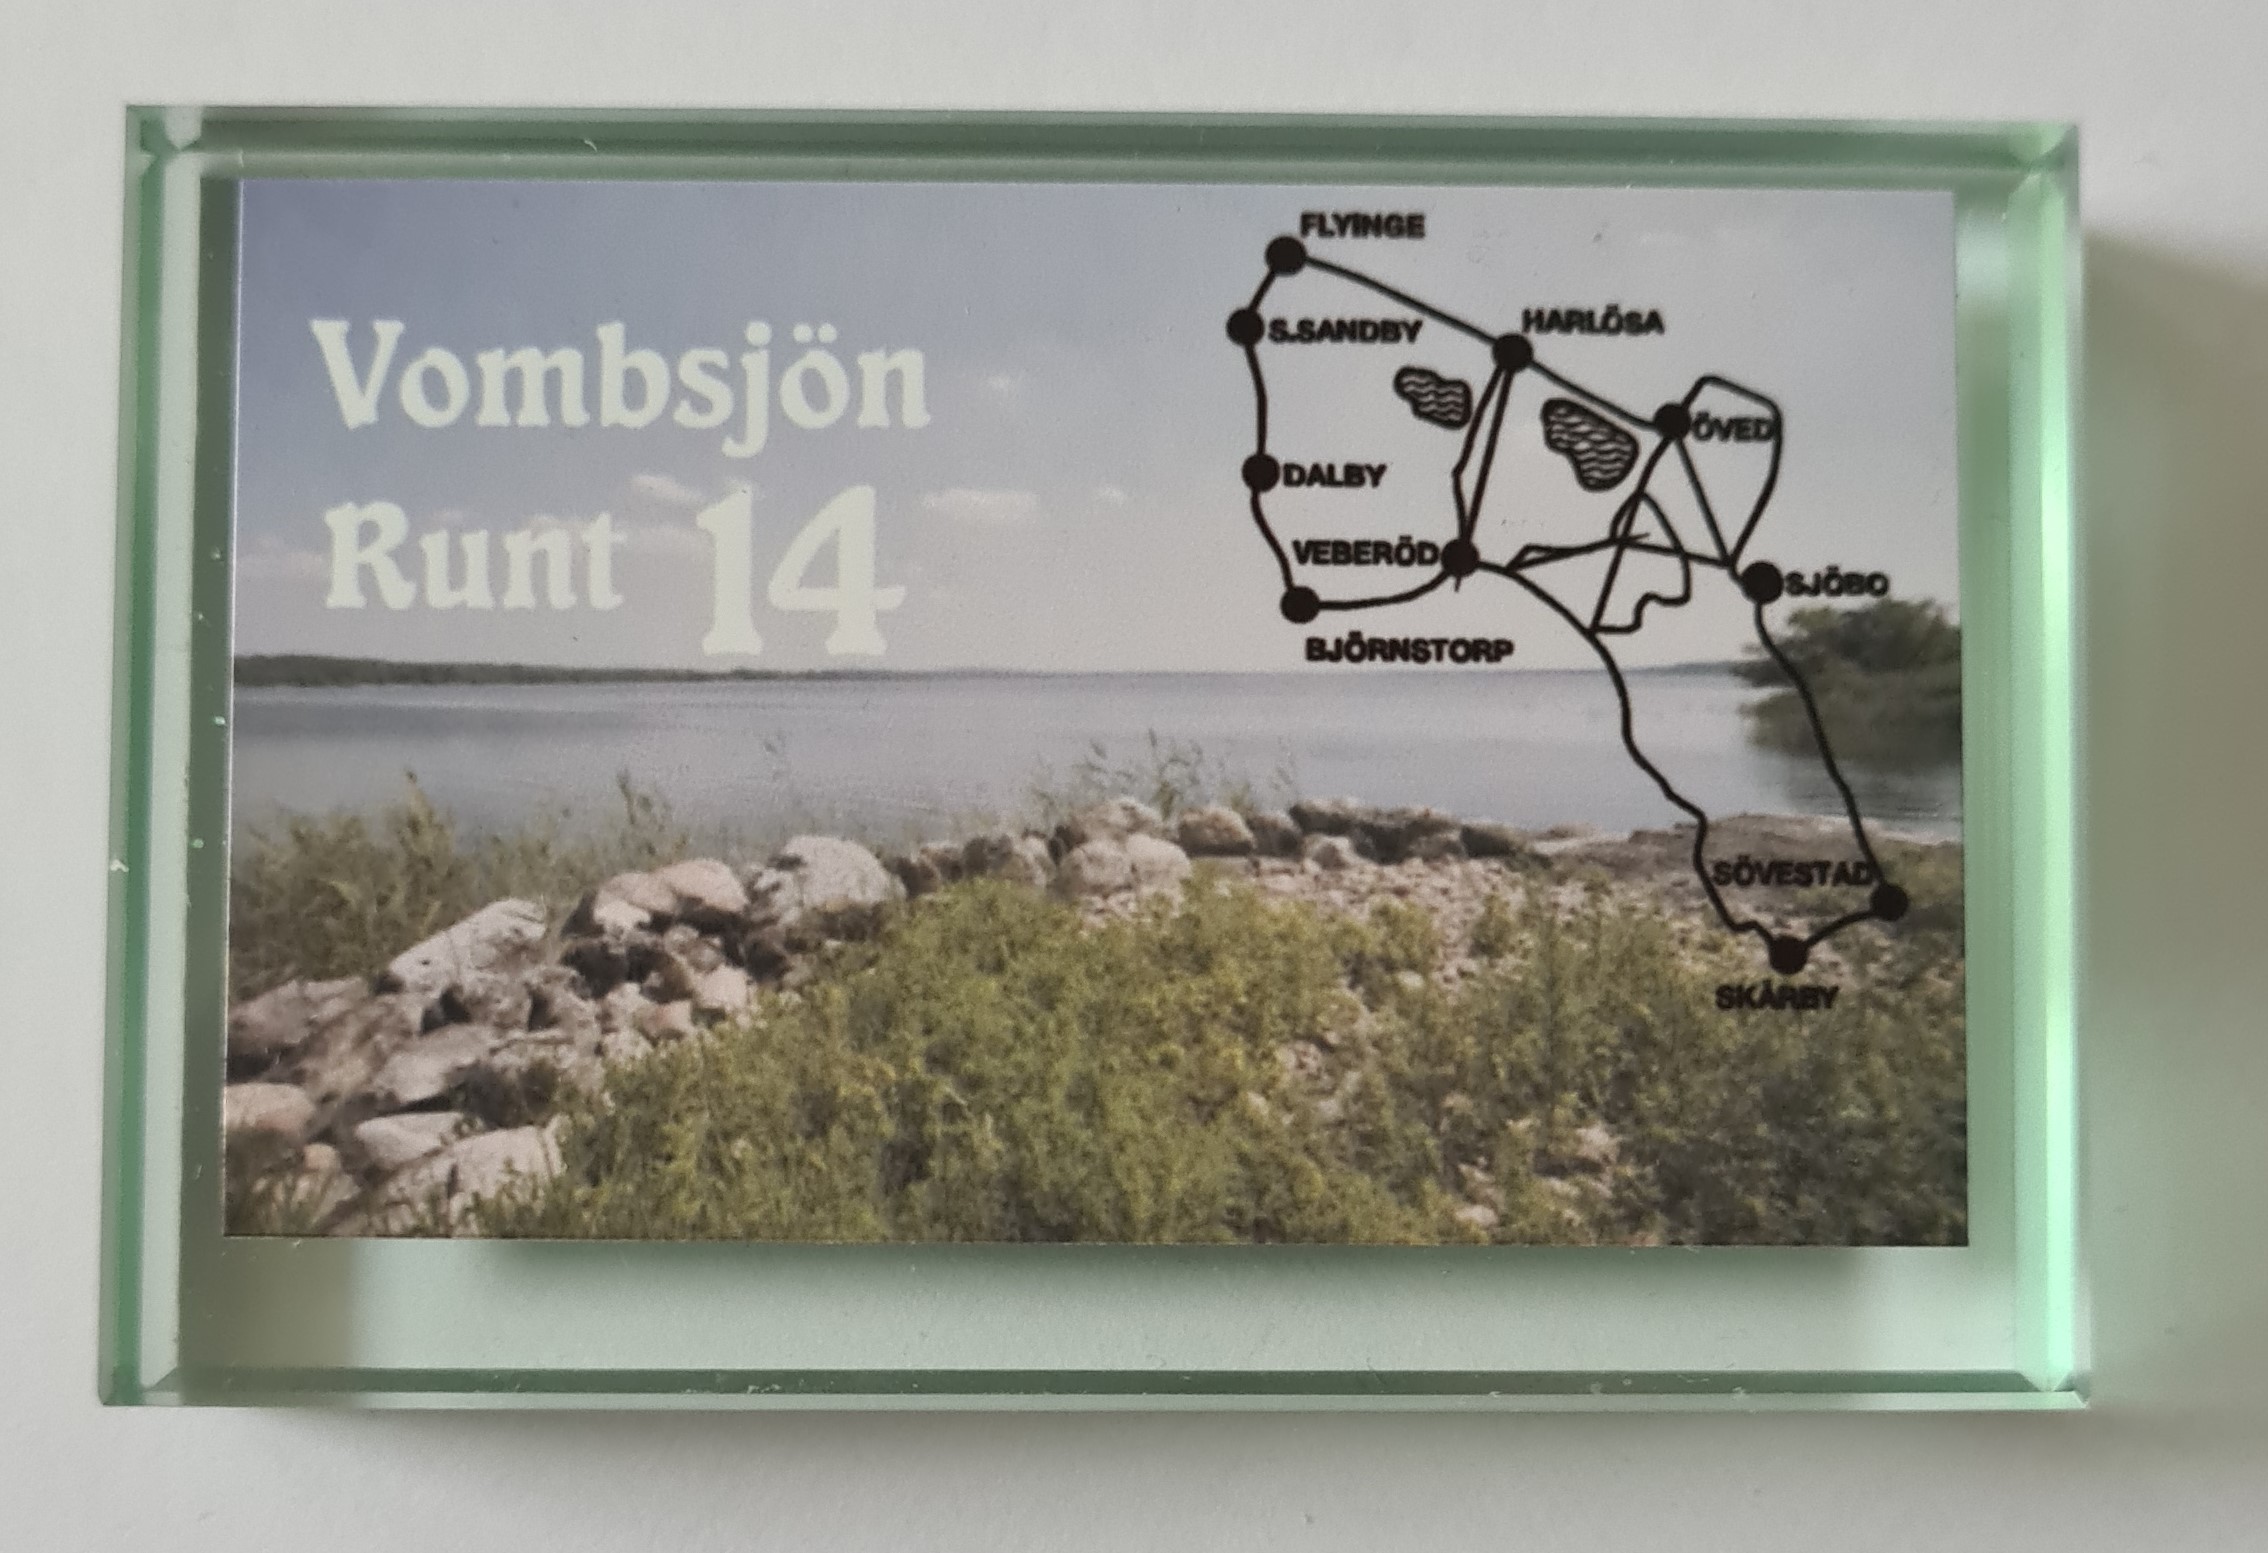 Vombsjön
Runt 14
FLYINGE
S.SANDBY
HARLÖSA
ÖVED
DALBY
VEBERÖD
SJÖBO
BJÖRNSTORP
SÖVESTAD
SKÅRBY